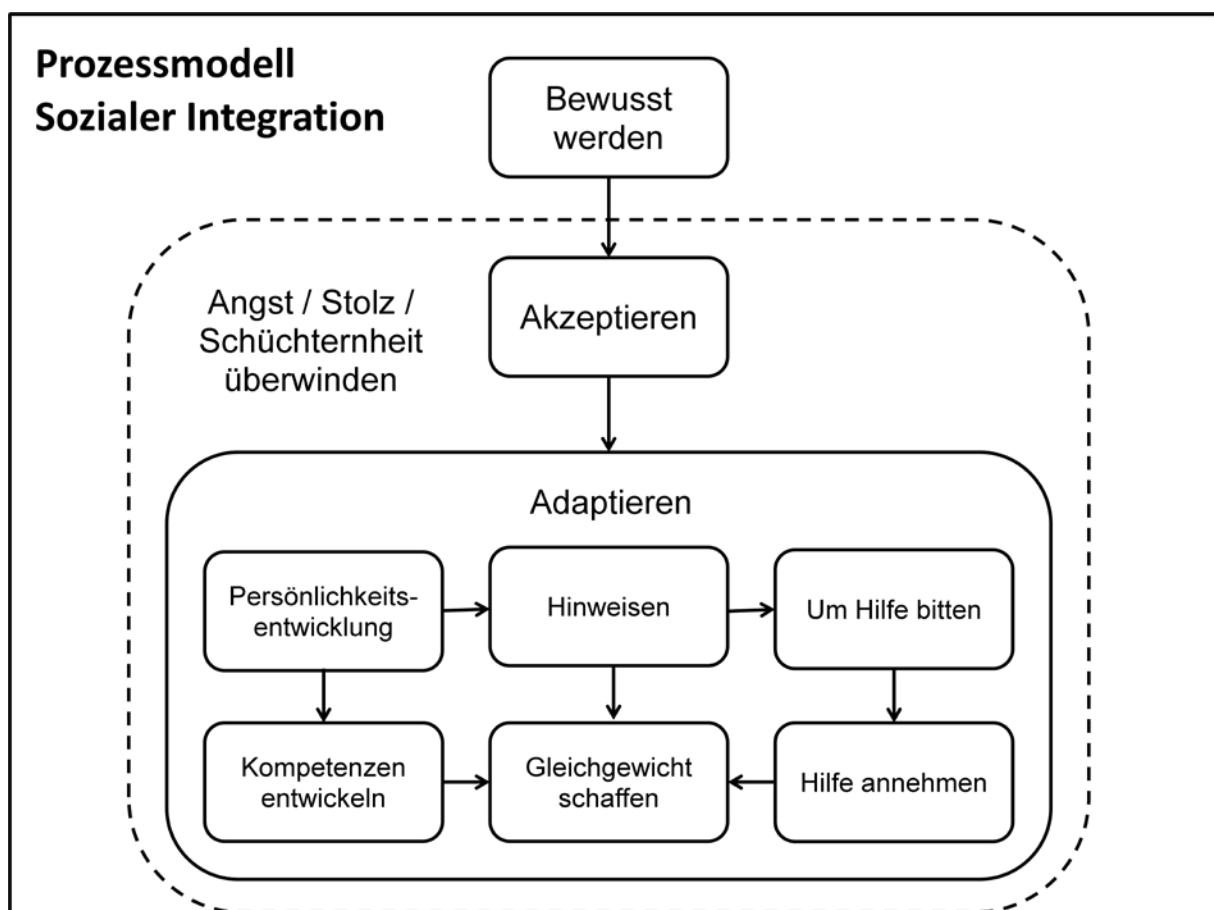 Prozessmodell
Sozialer Integration
Bewusst
werden
Angst / Stolz /
Schüchternheit
überwinden
Akzeptieren
Adaptieren
Persönlichkeits-
entwicklung
Hinweisen
Um Hilfe bitten
Kompetenzen
entwickeln
Gleichgewicht
schaffen
Hilfe annehmen